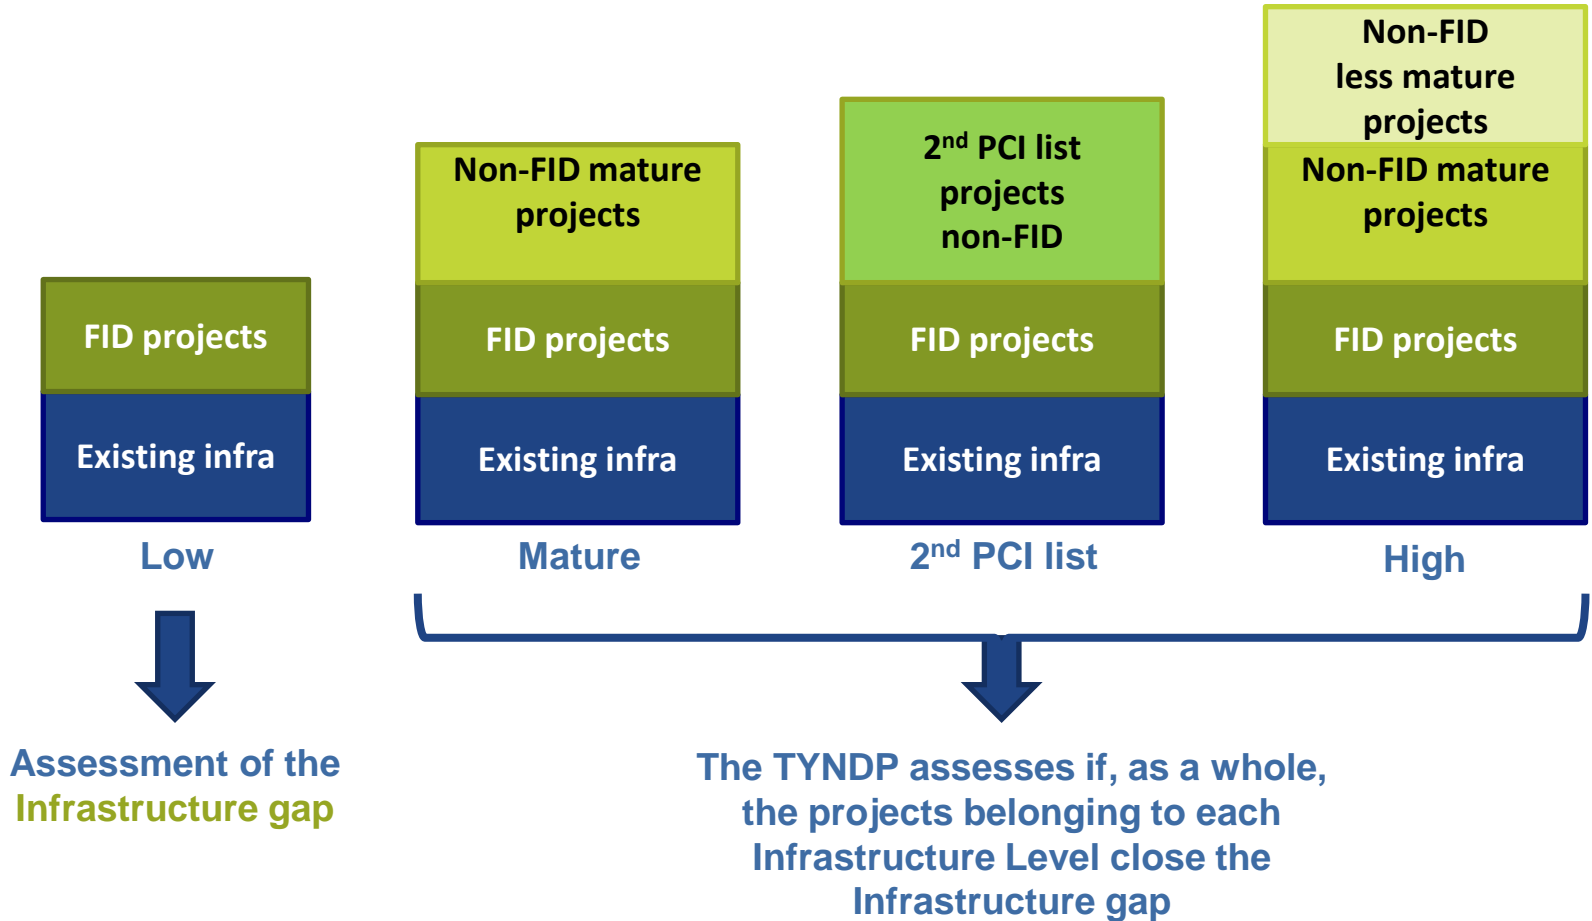 FID projects
Existing infra
Low
Assessment of the
Infrastructure gap
Non-FID mature
projects
FID projects
Existing infra
Mature
2nd PCI list
projects
non-FID
FID projects
Existing infra
2nd PCI list
Non-FID
less mature
projects
Non-FID mature
projects
FID projects
Existing infra
High
The TYNDP assesses if, as a whole,
the projects belonging to each
Infrastructure Level close the
Infrastructure gap